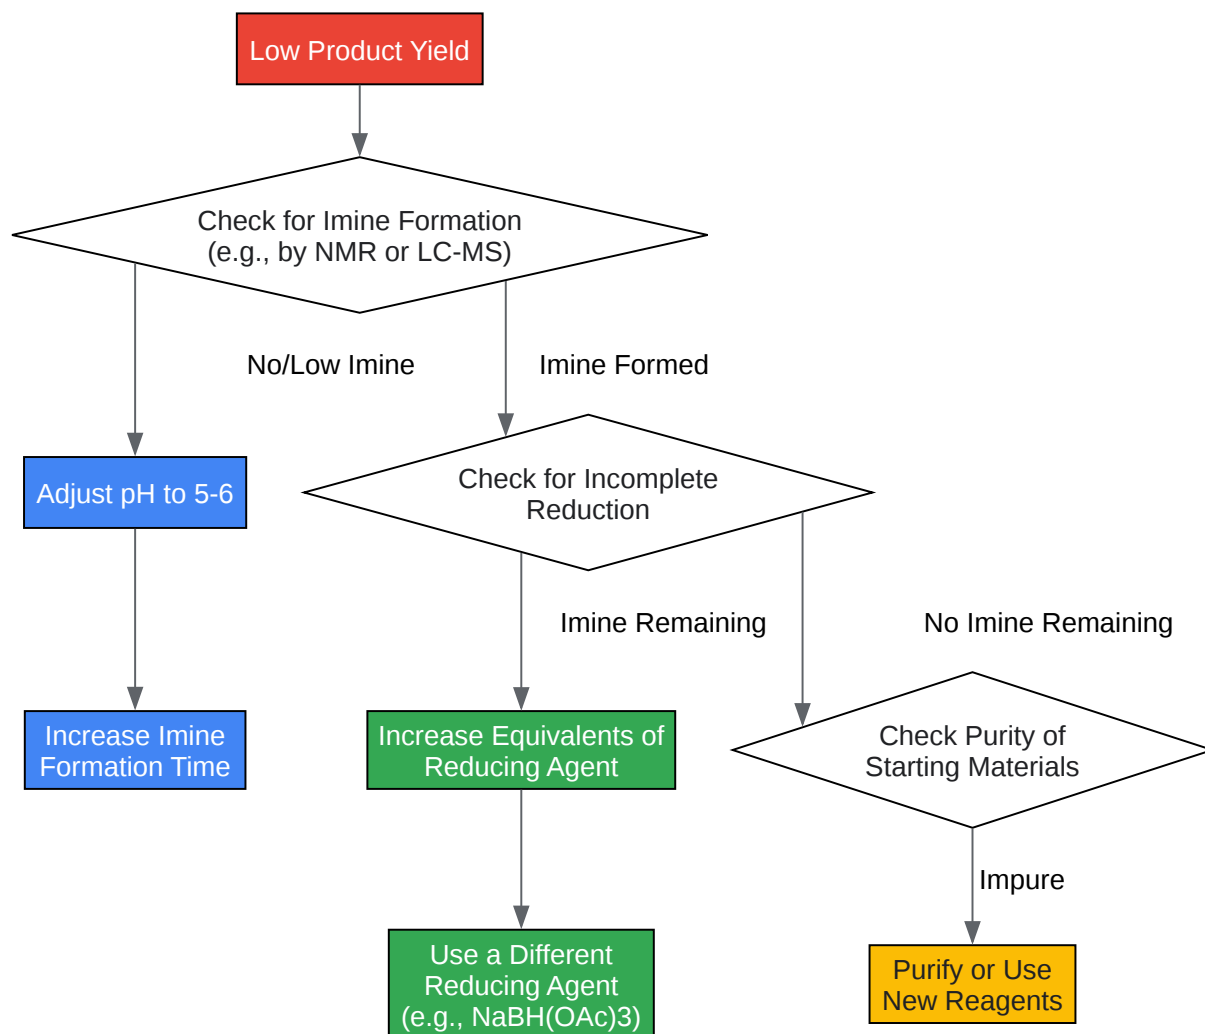 Low Product Yield
Check for Imine Formation
(e.g., by NMR or LC-MS)
No/Low Imine
Imine Formed
Adjust pH to 5-6
Check for Incomplete
Reduction
Imine Remaining
No Imine Remaining
Increase Imine
Formation Time
Increase Equivalents of
Reducing Agent
Check Purity of
Starting Materials
Impure
Use a Different
Reducing Agent
(e.g., NaBH(OAc)3)
Purify or Use
New Reagents